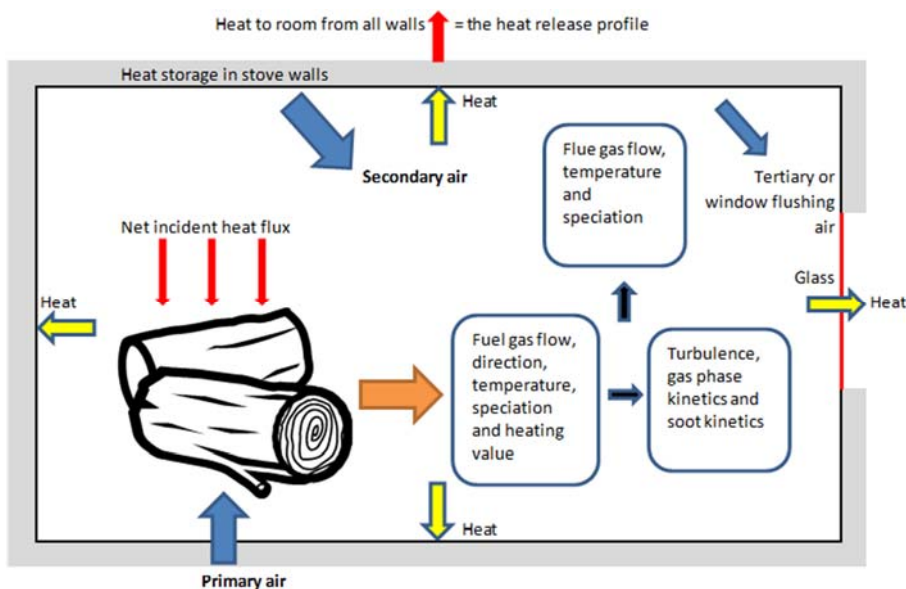 Heat to room from all walls = the heat release profile
Heat storage in stove walls
Heat
Secondary air
Flue gas flow,
temperature
and
speciation
Tertiary or
window flushing
air
Net incident heat flux
Glass
Heat
Heat
Fuel gas flow,
direction,
temperature,
speciation
and heating
value
Turbulence,
gas phase
kinetics and
soot kinetics
Heat
Primary air